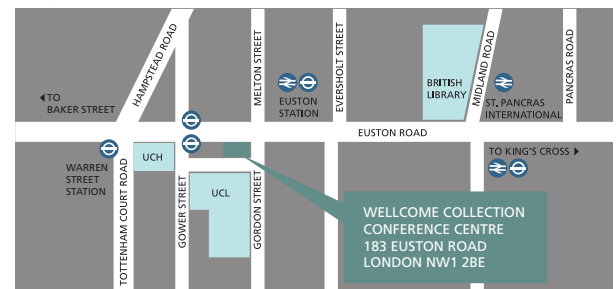 HAMPSTEAD ROAD
MELTON STREET
EVERSHOLT STREET
MIDLAND ROAD
PANCRAS ROAD
TO
BAKER STREET
EUSTON
STATION
BRITISH
LIBRARY
ST. PANCRAS
INTERNATIONAL
EUSTON ROAD
WARREN
STREET
STATION
UCH
TO KING'S CROSS
TOTTENHAM COURT ROAD
GOWER STREET
UCL
GORDON STREET
WELLCOME COLLECTION
CONFERENCE CENTRE
183 EUSTON ROAD
LONDON NW1 2BE